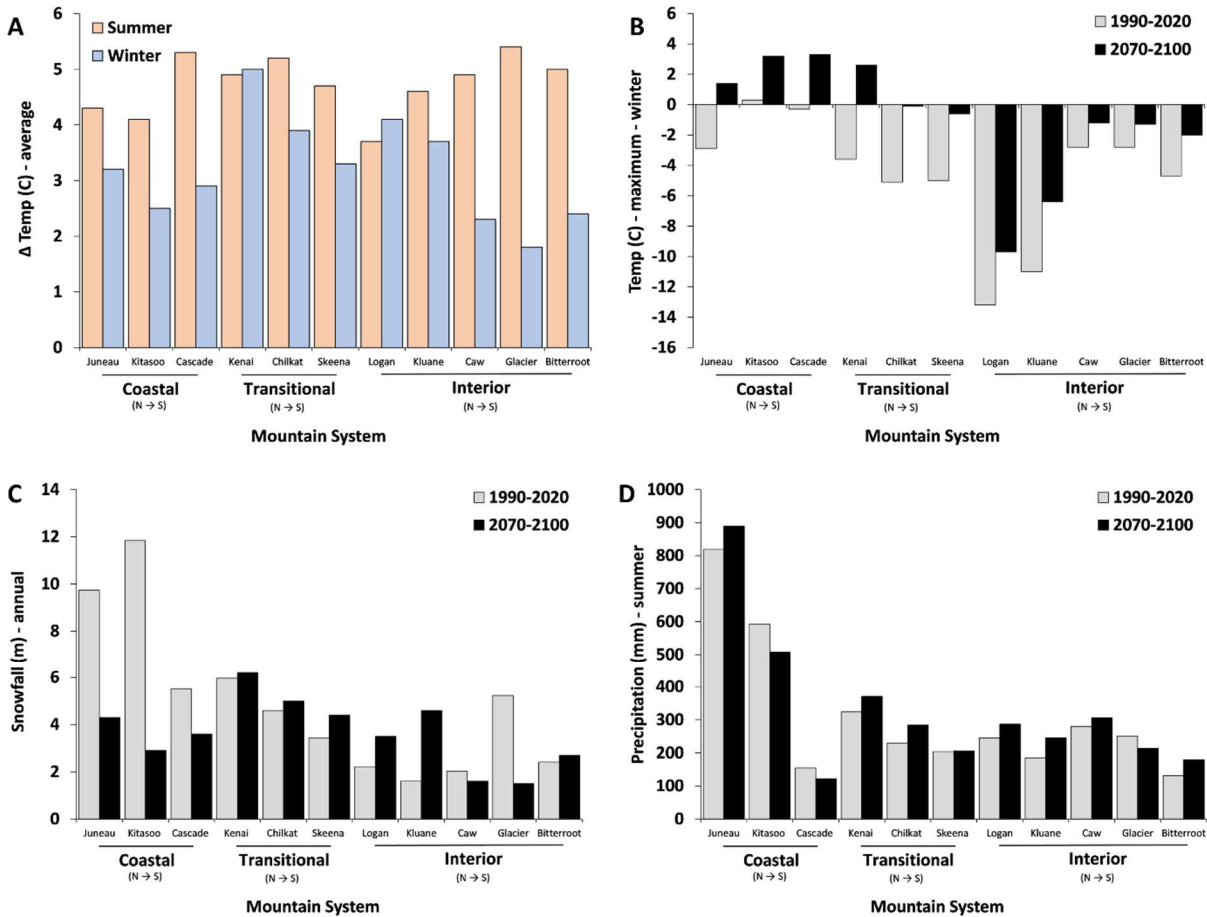 A
Δ Temp (C) - average
6
5
4
3
2
1
0
Summer
Winter
Juneau Kitasoo Cascade Kenai Chilkat Skeena Logan Kluane Caw Glacier Bitterroot
Coastal Transitional Interior
(N → S) (N → S) (N → S)
Mountain System
B
Temp (C) - maximum - winter
6
4
2
0
-2
-4
-6
-8
-10
-12
-14
-16
1990-2020
2070-2100
Juneau Kitasoo Cascade Kenai Chilkat Skeena Logan Kluane Caw Glacier Bitterroot
Coastal Transitional Interior
(N → S) (N → S) (N → S)
Mountain System
C
Snowfall (m) - annual
14
12
10
8
6
4
2
0
1990-2020
2070-2100
Juneau Kitasoo Cascade Kenai Chilkat Skeena Logan Kluane Caw Glacier Bitterroot
Coastal Transitional Interior
(N → S) (N → S) (N → S)
Mountain System
D
Precipitation (mm) - summer
1000
900
800
700
600
500
400
300
200
100
0
1990-2020
2070-2100
Juneau Kitasoo Cascade Kenai Chilkat Skeena Logan Kluane Caw Glacier Bitterroot
Coastal Transitional Interior
(N → S) (N → S) (N → S)
Mountain System